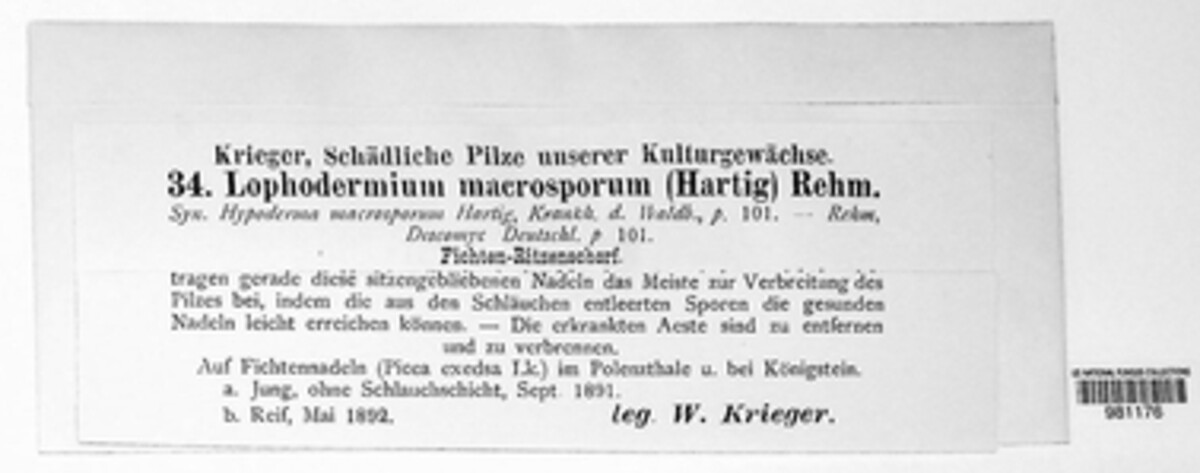 Krieger, Schädliche Pilze unserer Kulturgewächse.
34. Lophodermium macrosporum (Hartig) Rehm.
Syn. Hypoderma macrosporum Hartig, Krankh. d. Waldb., p. 101. — Rehm,
Discomyc Deutschl. p 101.
Fichten-Ritzenschorf.
tragen gerade diese sitzengebliebenen Nadeln das Meiste zur Verbreitung des
Pilzes bei, indem die aus den Schläuchen entleerten Sporen die gesunden
Nadeln leicht erreichen können. — Die erkrankten Aeste sind zu entfernen
und zu verbrennen.
Auf Fichtennadeln (Picea excelsa Lk.) im Polenzthale u. bei Königstein.
a. Jung, ohne Schlauchschicht, Sept. 1891.
b. Reif, Mai 1892. leg. W. Krieger.
US NATIONAL FUNGUS COLLECTIONS
981176